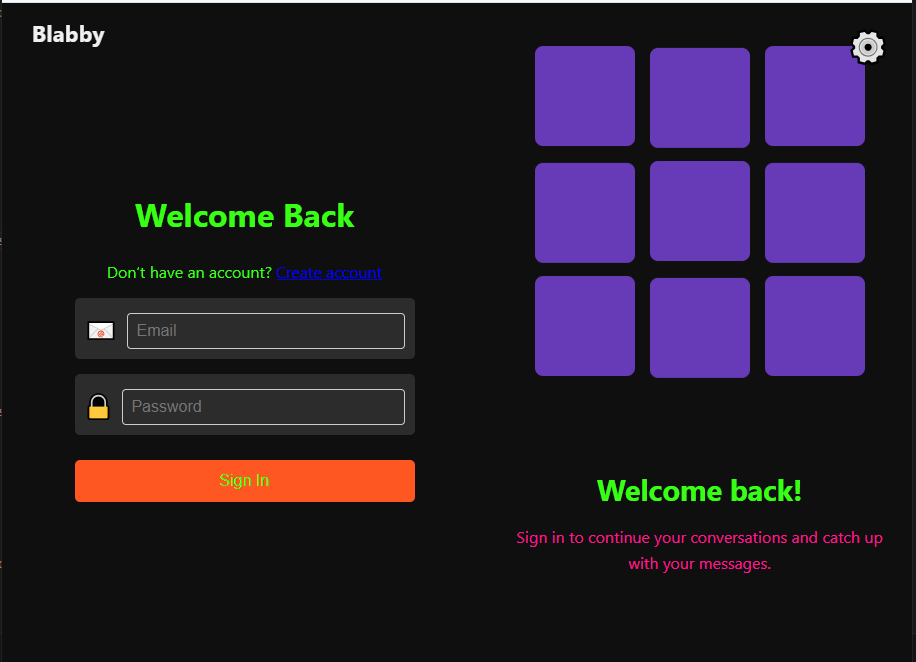 Blabby
Welcome Back
Don't have an account? Create account
Email
Password
Sign In
Welcome back!
Sign in to continue your conversations and catch up
with your messages.